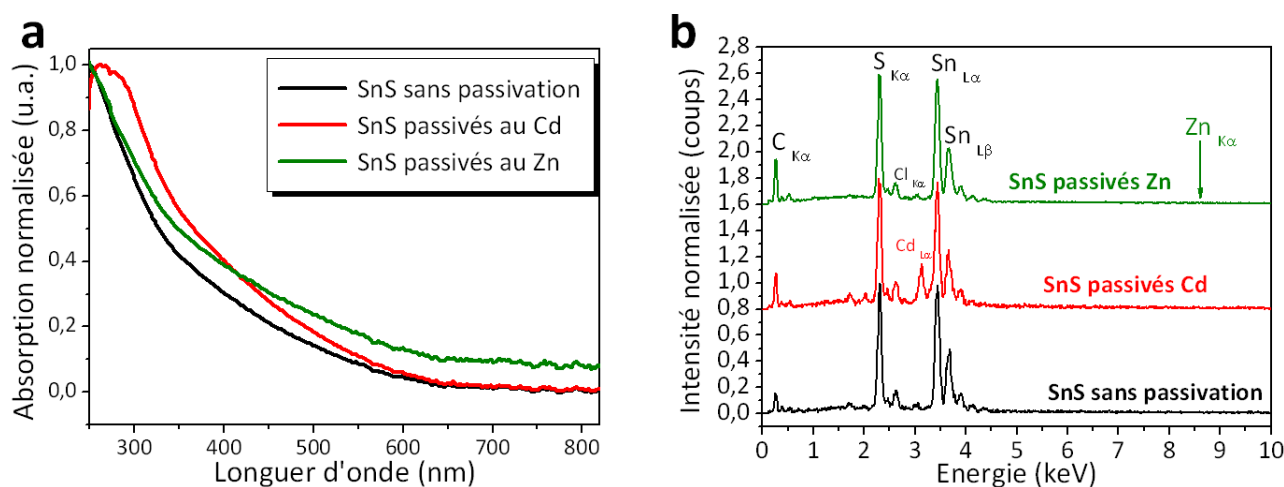 a
Absorption normalisée (u.a.)
1,0
0,8
0,6
0,4
0,2
0,0
SnS sans passivation
SnS passivés au Cd
SnS passivés au Zn
300 400 500 600 700 800
Longuer d'onde (nm)
b
Intensité normalisée (coups)
2,8
2,6
2,4
2,2
2,0
1,8
1,6
1,4
1,2
1,0
0,8
0,6
0,4
0,2
0,0
C Kα
S Kα
Cl Kα
Sn Lα
Sn Lβ
Zn Kα
SnS passivés Zn
Cd Lα
SnS passivés Cd
SnS sans passivation
0 1 2 3 4 5 6 7 8 9 10
Energie (keV)